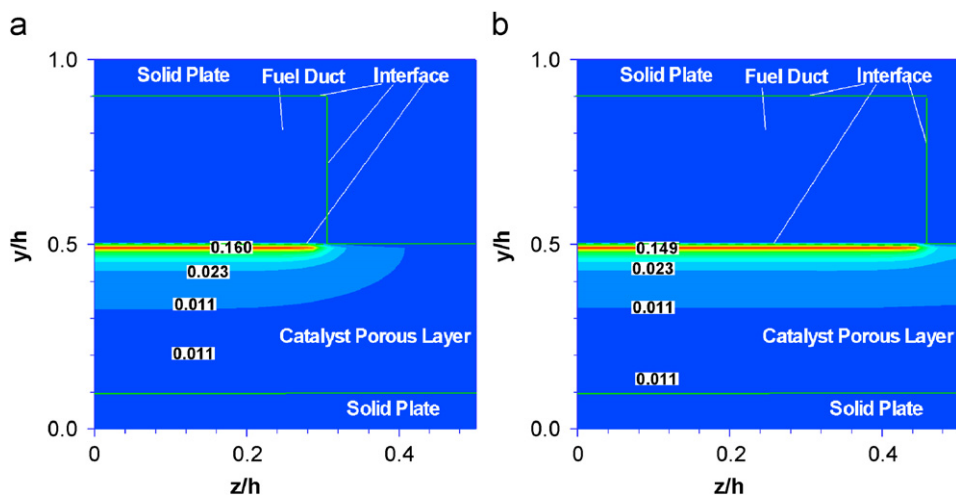 a
1.0
Solid Plate
Fuel Duct
Interface
y/h
0.5
0.160
0.023
0.011
Catalyst Porous Layer
0.011
Solid Plate
0.0
0
0.2
0.4
z/h
b
1.0
Solid Plate
Fuel Duct
Interface
y/h
0.5
0.149
0.023
0.011
Catalyst Porous Layer
0.011
Solid Plate
0.0
0
0.2
0.4
z/h